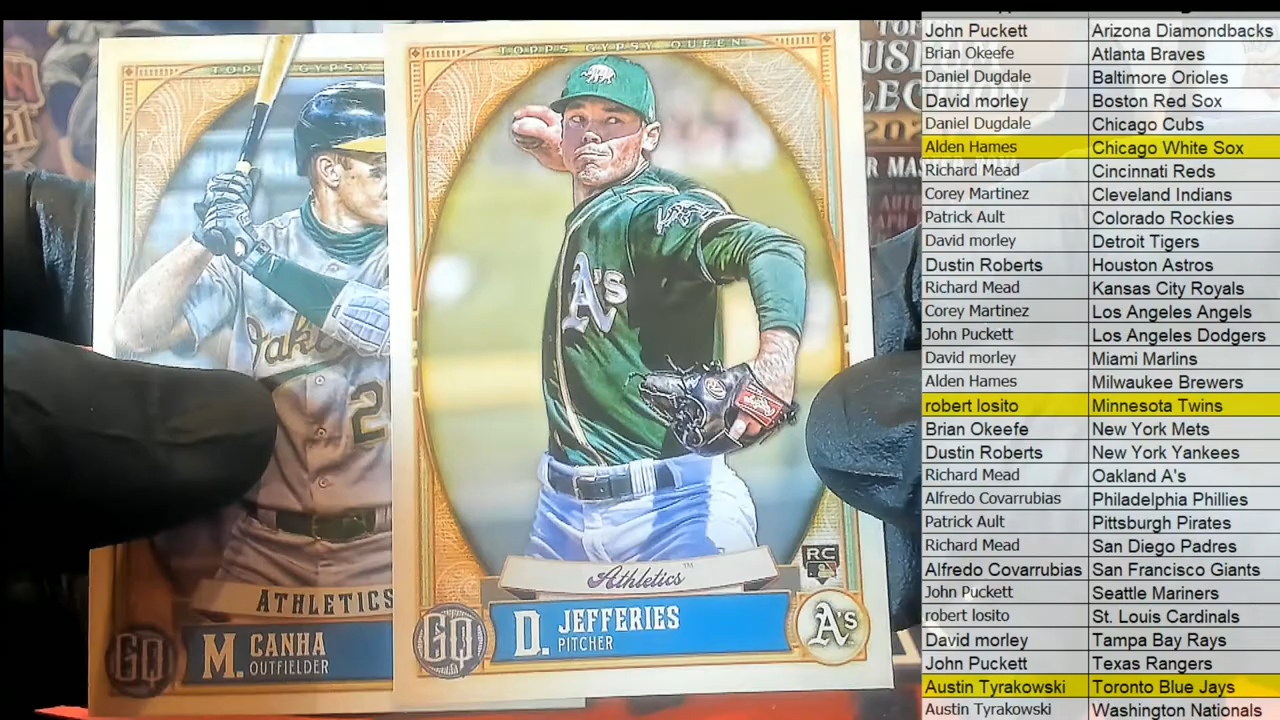 TOPPS GYPSY QUEEN
TOPPS GYPSY
A's
Oak
2
Athletics™
RC
ATHLETICS
GQ
M. CANHA
OUTFIELDER
GQ
D. JEFFERIES
PITCHER
A's
John Puckett Arizona Diamondbacks
Brian Okeefe Atlanta Braves
Daniel Dugdale Baltimore Orioles
David morley Boston Red Sox
Daniel Dugdale Chicago Cubs
Alden Hames Chicago White Sox
Richard Mead Cincinnati Reds
Corey Martinez Cleveland Indians
Patrick Ault Colorado Rockies
David morley Detroit Tigers
Dustin Roberts Houston Astros
Richard Mead Kansas City Royals
Corey Martinez Los Angeles Angels
John Puckett Los Angeles Dodgers
David morley Miami Marlins
Alden Hames Milwaukee Brewers
robert losito Minnesota Twins
Brian Okeefe New York Mets
Dustin Roberts New York Yankees
Richard Mead Oakland A's
Alfredo Covarrubias Philadelphia Phillies
Patrick Ault Pittsburgh Pirates
Richard Mead San Diego Padres
Alfredo Covarrubias San Francisco Giants
John Puckett Seattle Mariners
robert losito St. Louis Cardinals
David morley Tampa Bay Rays
John Puckett Texas Rangers
Austin Tyrakowski Toronto Blue Jays
Austin Tyrakowski Washington Nationals